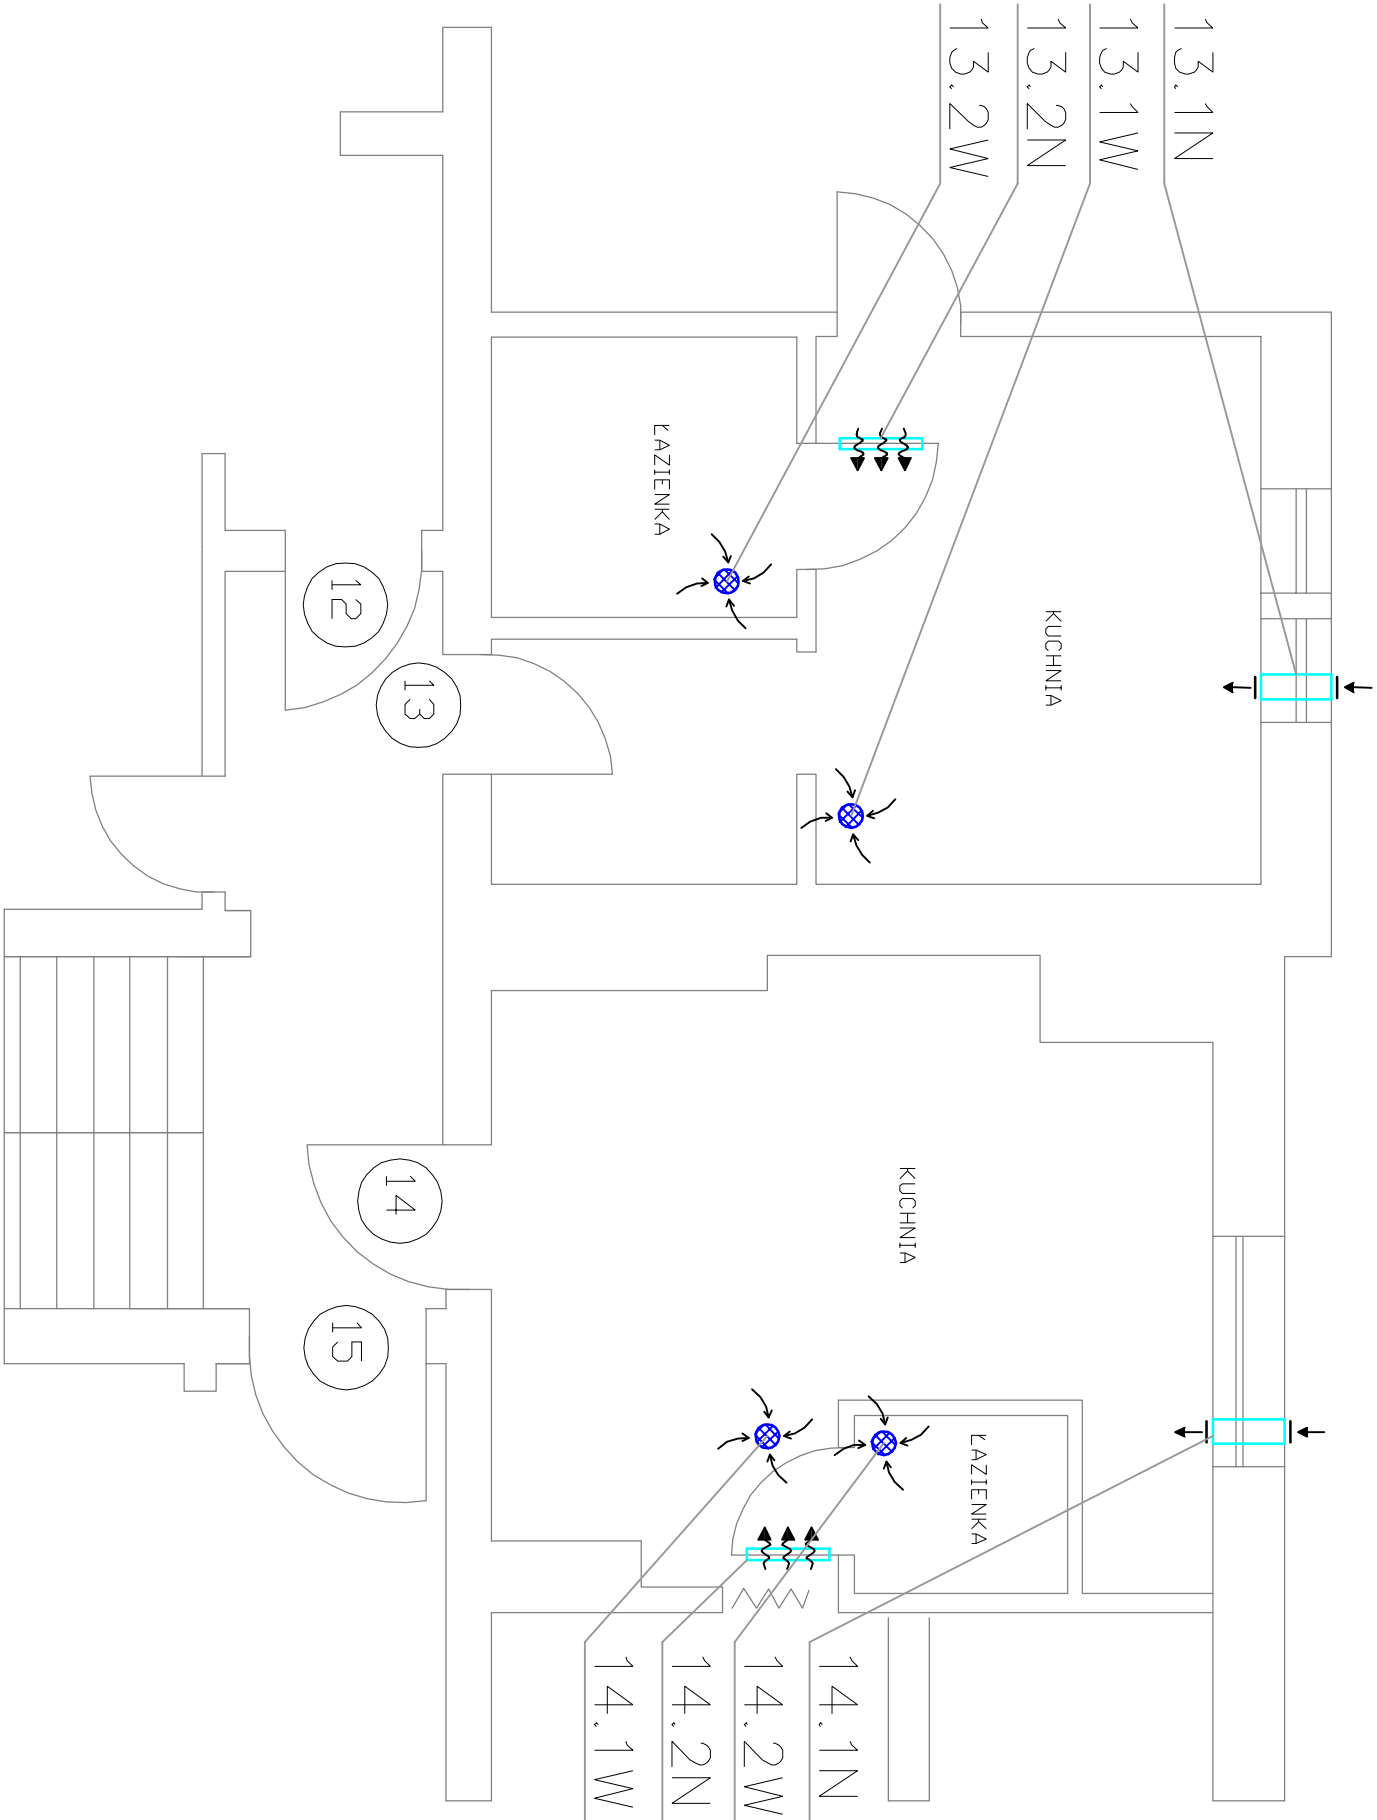 13.1N
13.1W
13.2N
13.2W
ŁAZIENKA
KUCHNIA
12
13
KUCHNIA
14
15
ŁAZIENKA
14.1N
14.2W
14.2N
14.1W